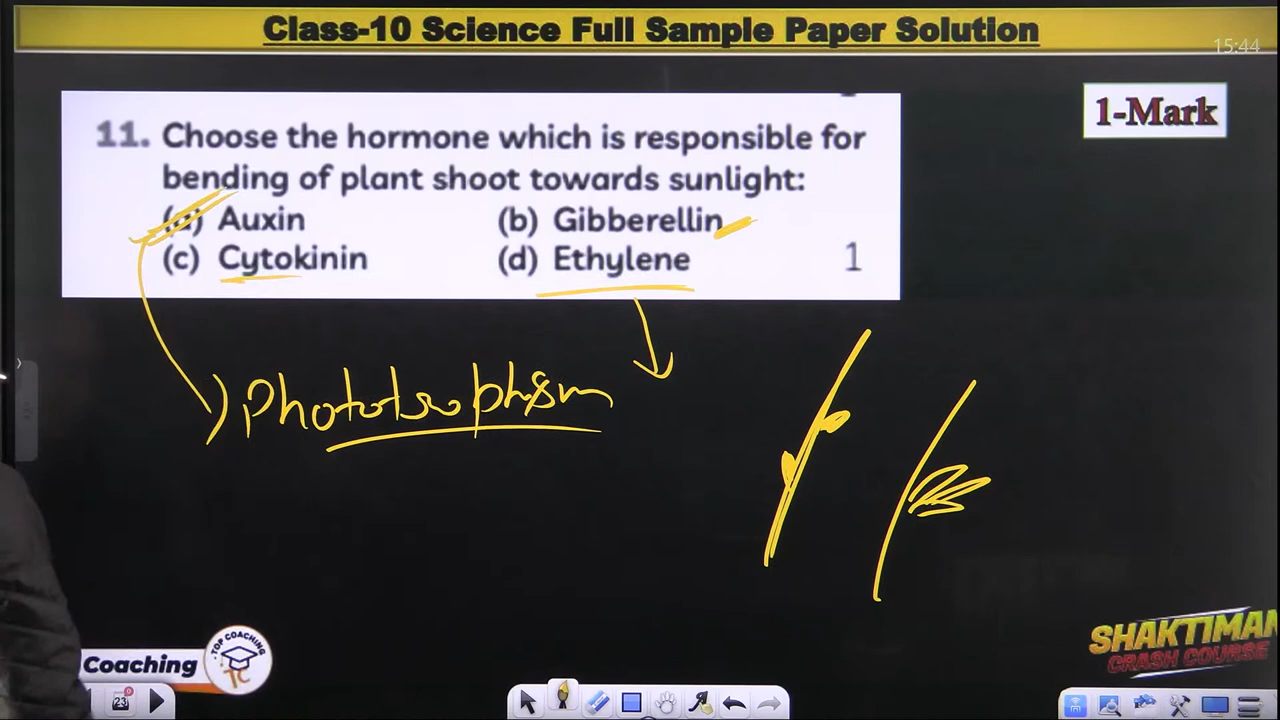 Class-10 Science Full Sample Paper Solution
15:44
1-Mark
11. Choose the hormone which is responsible for
bending of plant shoot towards sunlight:
(a) Auxin (b) Gibberellin
(c) Cytokinin (d) Ethylene 1
Coaching
TOP COACHING
TC
23
SHAKTIMAN
CRASH COURSE